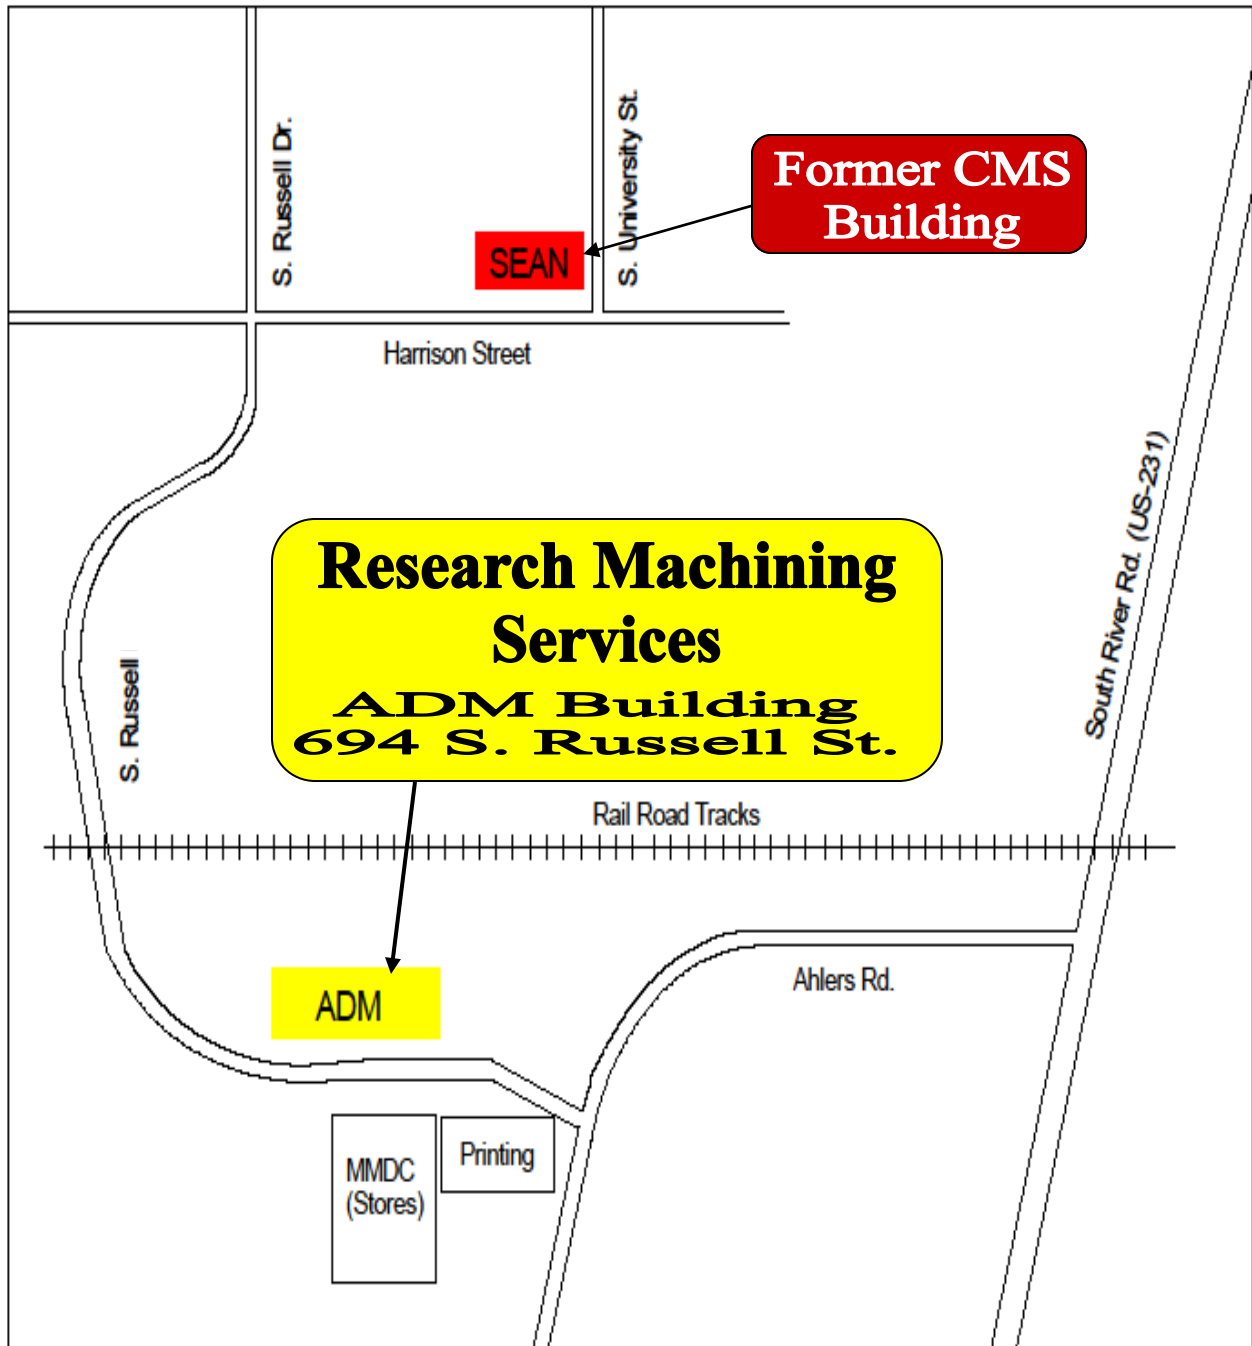 S. Russell Dr.
S. University St.
Former CMS
Building
SEAN
Harrison Street
South River Rd. (US-231)
Research Machining
Services
ADM Building
694 S. Russell St.
S. Russell
Rail Road Tracks
Ahlers Rd.
ADM
MMDC
(Stores)
Printing